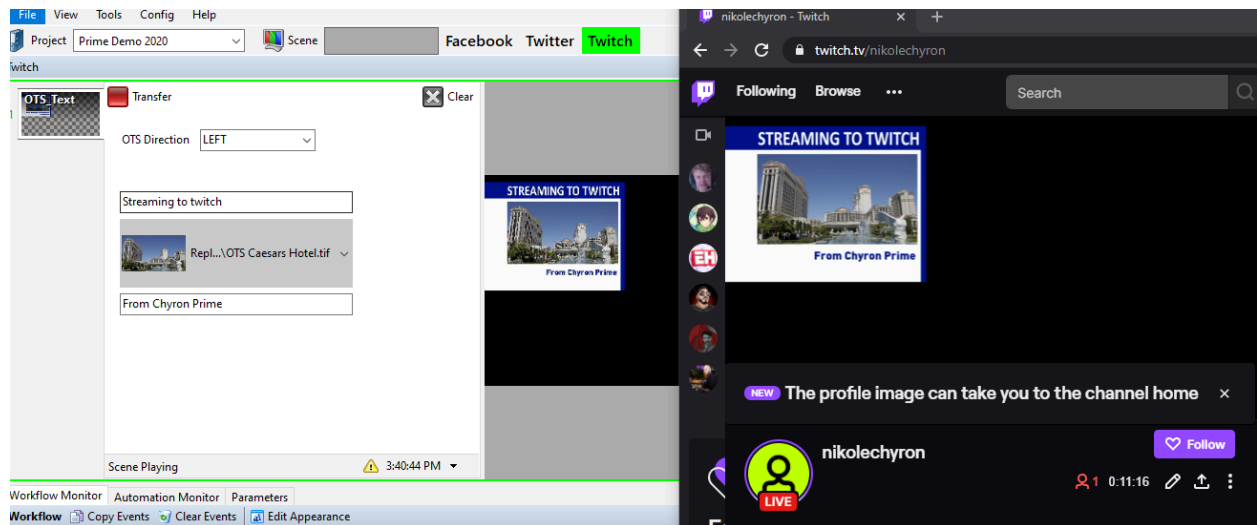 File View Tools Config Help
Project Prime Demo 2020 Scene Facebook Twitter Twitch
witch
1 OTS_Text
Transfer Clear
OTS Direction LEFT
Streaming to twitch
Repl...\OTS Caesars Hotel.tif
From Chyron Prime
STREAMING TO TWITCH
From Chyron Prime
Scene Playing 3:40:44 PM
Workflow Monitor Automation Monitor Parameters
Workflow Copy Events Clear Events Edit Appearance
nikolechyron - Twitch
twitch.tv/nikolechyron
Following Browse Search
STREAMING TO TWITCH
From Chyron Prime
EH
NEW The profile image can take you to the channel home
nikolechyron
Follow
1 0:11:16
LIVE